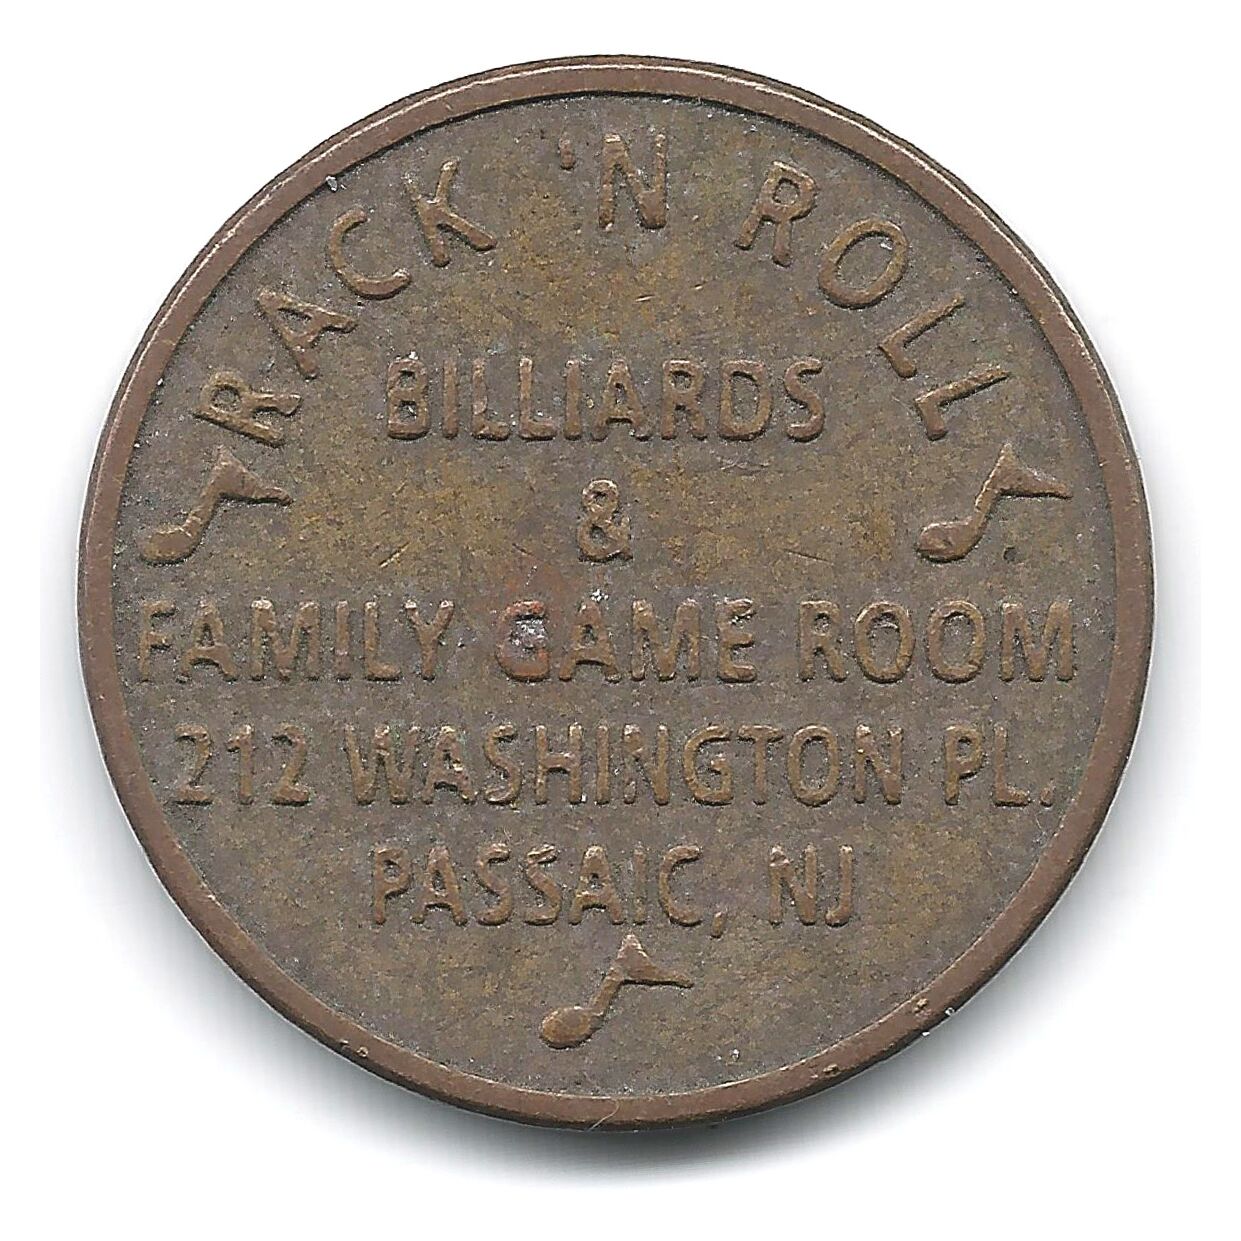 RACK 'N ROLL
BILLIARDS
&
FAMILY GAME ROOM
212 WASHINGTON PL.
PASSAIC, NJ